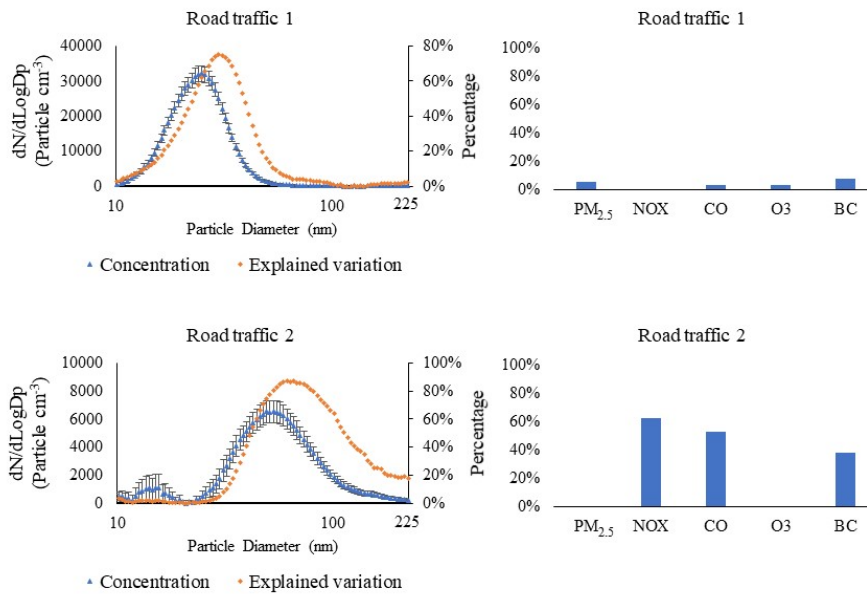 Road traffic 1
40000
30000
20000
10000
0
dN/dLogDp
(Particle cm-3)
80%
60%
40%
20%
0%
Percentage
10
100
225
Particle Diameter (nm)
Concentration
Explained variation
Road traffic 1
100%
80%
60%
40%
20%
0%
PM2.5 NOX CO O3 BC
Road traffic 2
10000
8000
6000
4000
2000
0
dN/dLogDp
(Particle cm-3)
100%
80%
60%
40%
20%
0%
Percentage
10
100
225
Particle Diameter (nm)
Concentration
Explained variation
Road traffic 2
100%
80%
60%
40%
20%
0%
PM2.5 NOX CO O3 BC